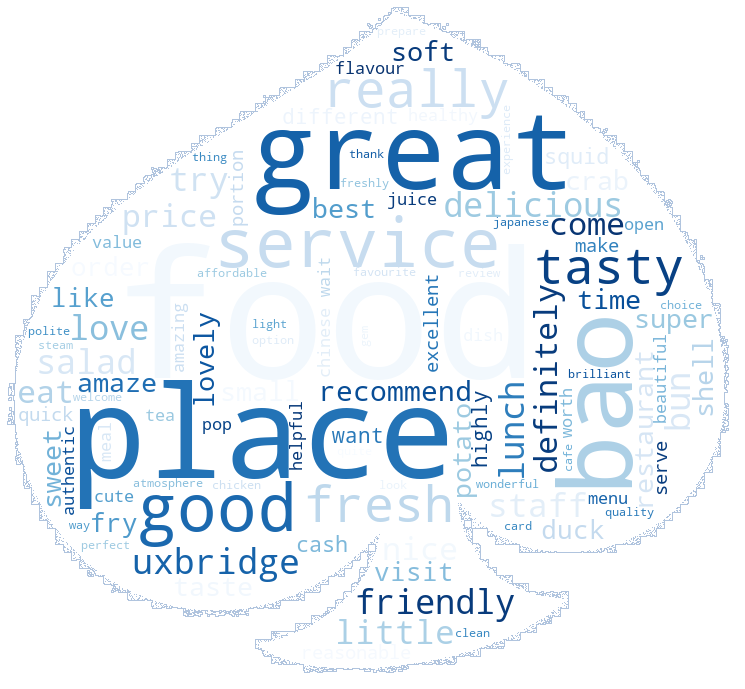 prepare
soft
flavour
really
different
healthy
great
experience
thing
thank
squid
try
portion
freshly
crab
juice
best
delicious
price
japanese
come
open
value
service
make
order
affordable
favourite
review
tasty
food
chinese
wait
excellent
like
time
choice
light
super
polite
love
amazing
option
gem
dish
definitely
beautiful
steam
lovely
bao
salad
brilliant
restaurant
shell
eat
amaze
small
recommend
bun
welcome
place
lunch
quick
tea
pop
helpful
want
potato
highly
cafe
worth
sweet
authentic
meal
serve
atmosphere
chicken
look
wonderful
cute
good
fresh
staff
menu
quality
way
fry
card
duck
perfect
uxbridge
cash
nice
taste
visit
friendly
little
clean
reasonable